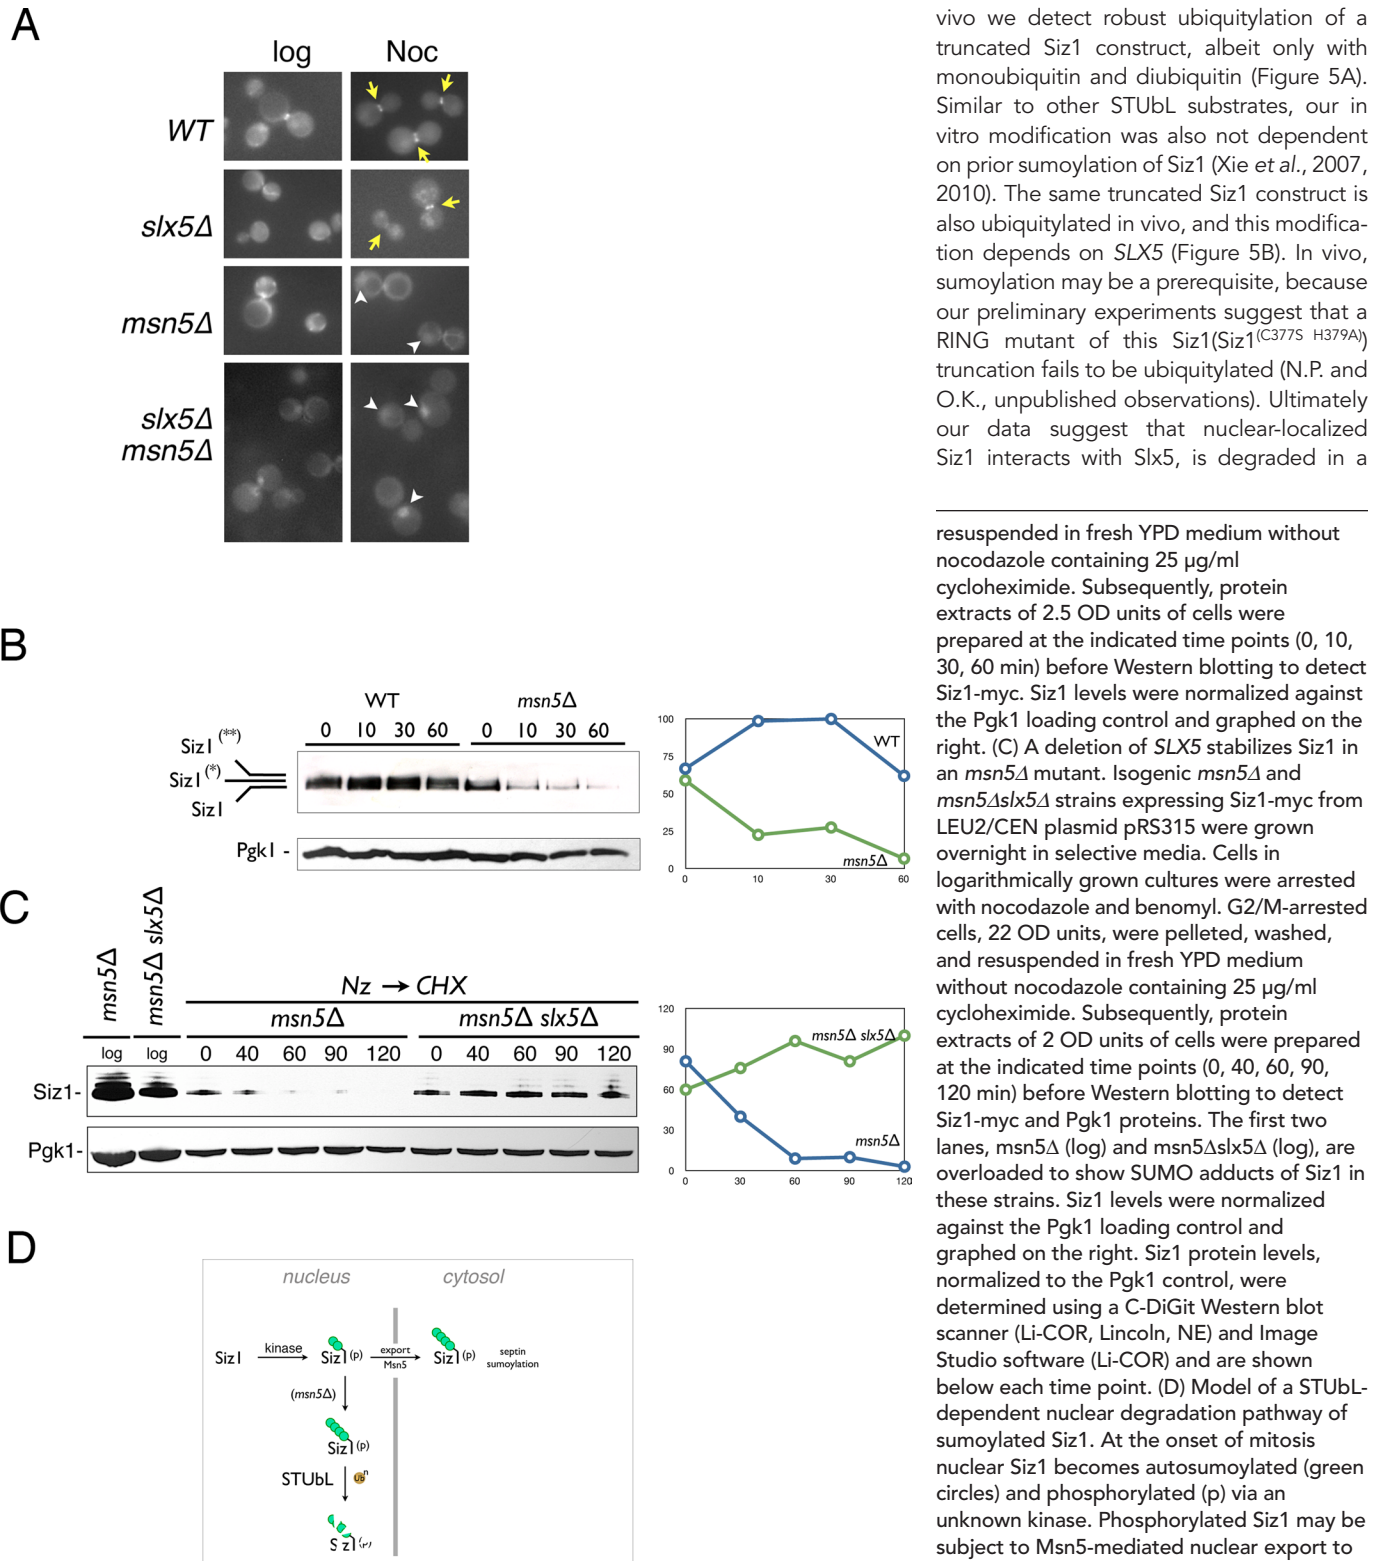 A
log Noc
WT
slx5Δ
msn5Δ
slx5Δ
msn5Δ
B
WT msn5Δ
0 10 30 60 0 10 30 60
Siz1 (**)
Siz1 (*)
Siz1
Pgk1 -
100
75
50
25
0
0 10 30 60
WT
msn5Δ
C
msn5Δ
msn5Δ slx5Δ
Nz → CHX
msn5Δ msn5Δ slx5Δ
log log 0 40 60 90 120 0 40 60 90 120
Siz1-
Pgk1-
120
90
60
30
0
0 30 60 90 120
msn5Δ slx5Δ
msn5Δ
D
nucleus cytosol
Siz1 kinase Siz1 (p) export Msn5 Siz1 (p) septin sumoylation
(msn5Δ)
Siz1 (p)
STUbL Ub n
vivo we detect robust ubiquitylation of a
truncated Siz1 construct, albeit only with
monoubiquitin and diubiquitin (Figure 5A).
Similar to other STUbL substrates, our in
vitro modification was also not dependent
on prior sumoylation of Siz1 (Xie et al., 2007,
2010). The same truncated Siz1 construct is
also ubiquitylated in vivo, and this modifica-
tion depends on SLX5 (Figure 5B). In vivo,
sumoylation may be a prerequisite, because
our preliminary experiments suggest that a
RING mutant of this Siz1(Siz1(C377S H379A))
truncation fails to be ubiquitylated (N.P. and
O.K., unpublished observations). Ultimately
our data suggest that nuclear-localized
Siz1 interacts with Slx5, is degraded in a
resuspended in fresh YPD medium without
nocodazole containing 25 μg/ml
cycloheximide. Subsequently, protein
extracts of 2.5 OD units of cells were
prepared at the indicated time points (0, 10,
30, 60 min) before Western blotting to detect
Siz1-myc. Siz1 levels were normalized against
the Pgk1 loading control and graphed on the
right. (C) A deletion of SLX5 stabilizes Siz1 in
an msn5Δ mutant. Isogenic msn5Δ and
msn5Δslx5Δ strains expressing Siz1-myc from
LEU2/CEN plasmid pRS315 were grown
overnight in selective media. Cells in
logarithmically grown cultures were arrested
with nocodazole and benomyl. G2/M-arrested
cells, 22 OD units, were pelleted, washed,
and resuspended in fresh YPD medium
without nocodazole containing 25 μg/ml
cycloheximide. Subsequently, protein
extracts of 2 OD units of cells were prepared
at the indicated time points (0, 40, 60, 90,
120 min) before Western blotting to detect
Siz1-myc and Pgk1 proteins. The first two
lanes, msn5Δ (log) and msn5Δslx5Δ (log), are
overloaded to show SUMO adducts of Siz1 in
these strains. Siz1 levels were normalized
against the Pgk1 loading control and
graphed on the right. Siz1 protein levels,
normalized to the Pgk1 control, were
determined using a C-DiGit Western blot
scanner (Li-COR, Lincoln, NE) and Image
Studio software (Li-COR) and are shown
below each time point. (D) Model of a STUbL-
dependent nuclear degradation pathway of
sumoylated Siz1. At the onset of mitosis
nuclear Siz1 becomes autosumoylated (green
circles) and phosphorylated (p) via an
unknown kinase. Phosphorylated Siz1 may be
subject to Msn5-mediated nuclear export to